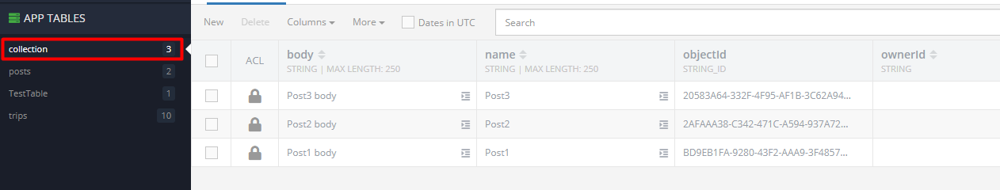 APP TABLES
collection 3
posts 2
TestTable 1
trips 10
New Delete Columns More Dates in UTC Search
ACL body name objectId ownerId
STRING | MAX LENGTH: 250 STRING | MAX LENGTH: 250 STRING_ID STRING
Post3 body Post3 20583A64-332F-4F95-AF1B-3C62A94...
Post2 body Post2 2AFAAA38-C342-471C-A594-937A72...
Post1 body Post1 BD9EB1FA-9280-43F2-AAA9-3F4857...